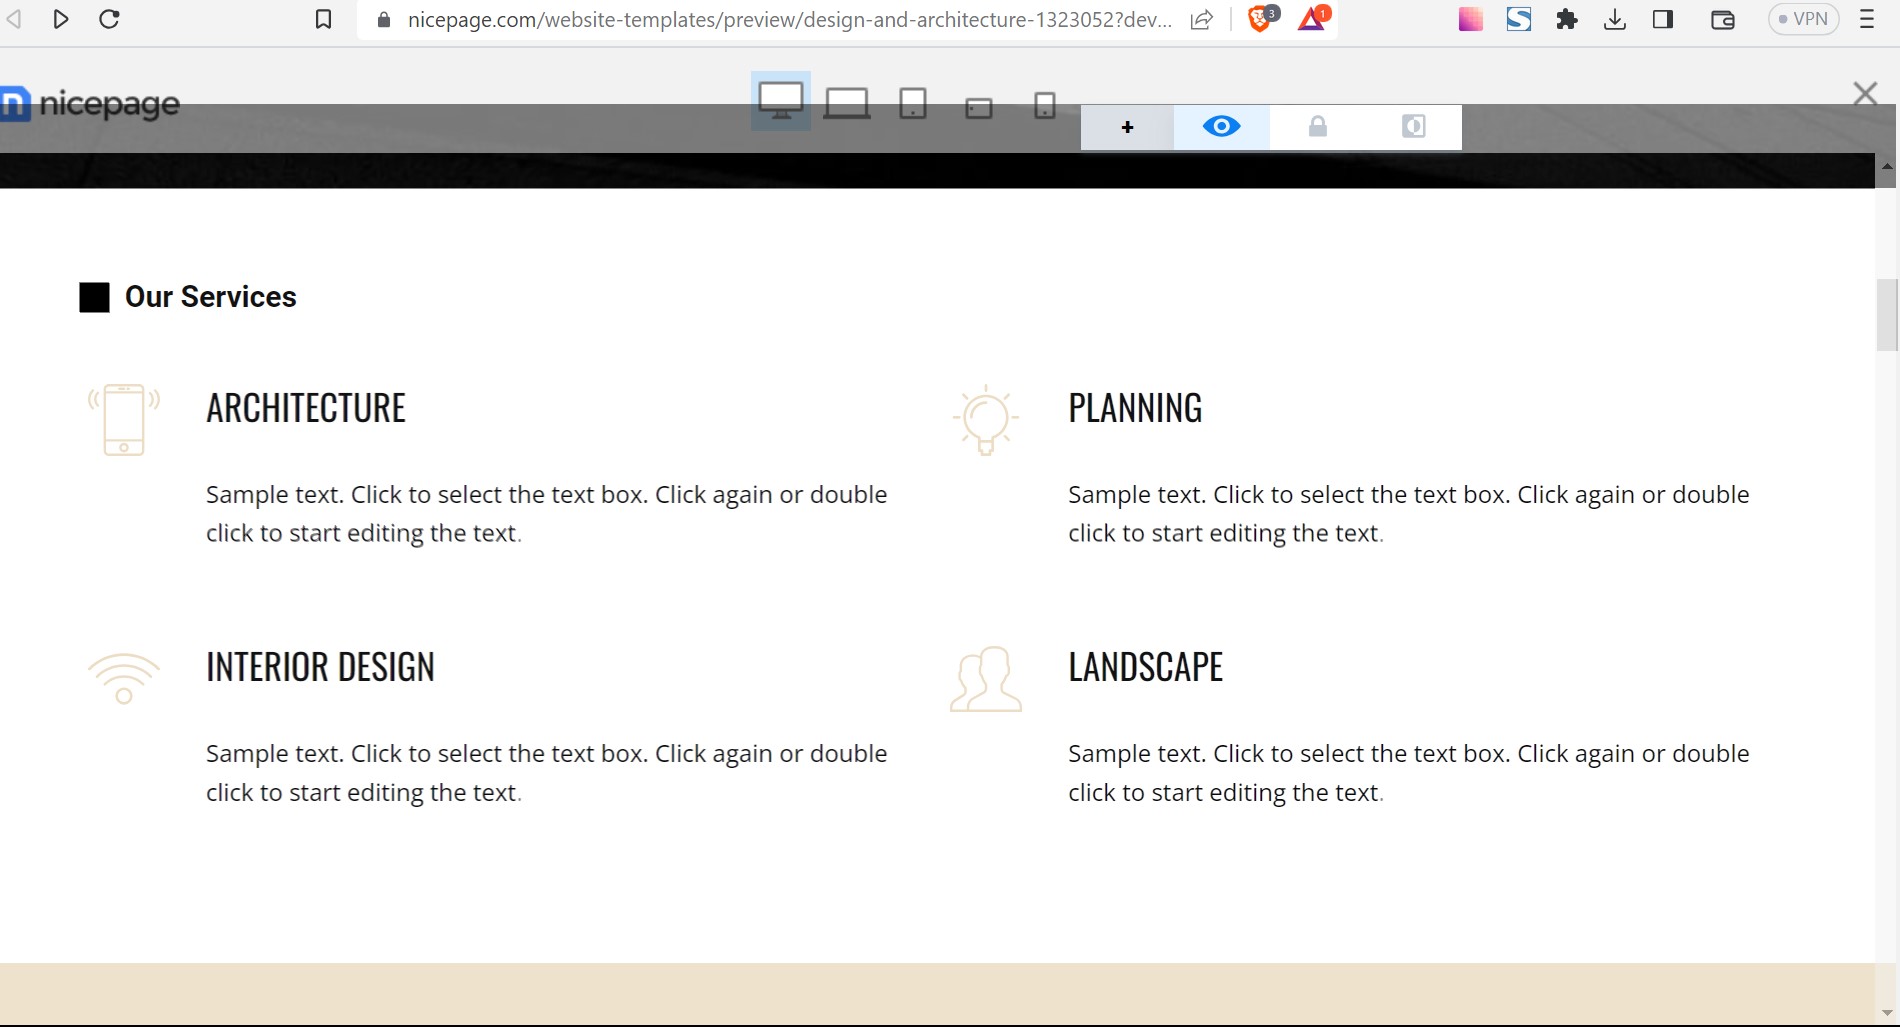 nicepage.com/website-templates/preview/design-and-architecture-1323052?dev...
3
1
VPN
nicepage
Our Services
ARCHITECTURE
Sample text. Click to select the text box. Click again or double
click to start editing the text.
PLANNING
Sample text. Click to select the text box. Click again or double
click to start editing the text.
INTERIOR DESIGN
Sample text. Click to select the text box. Click again or double
click to start editing the text.
LANDSCAPE
Sample text. Click to select the text box. Click again or double
click to start editing the text.